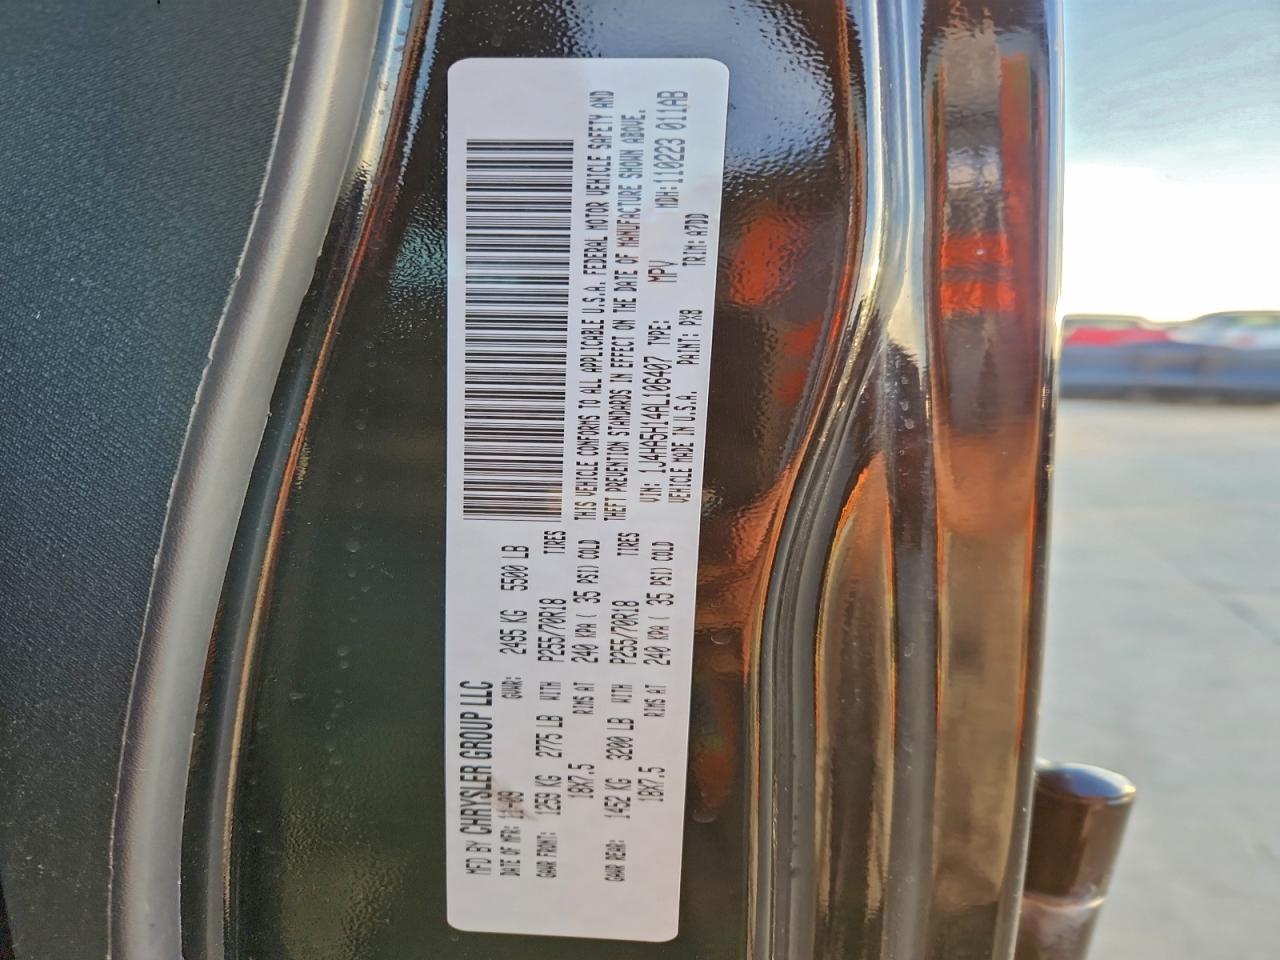 MFD BY CHRYSLER GROUP LLC
DATE OF MFR: 11-09 GVWR: 2495 KG 5500 LB
GAWR FRONT: 1259 KG 2775 LB WITH P255/70R18 TIRES
18X7.5 RIMS AT 240 KPA ( 35 PSI) COLD
GAWR REAR: 1452 KG 3200 LB WITH P255/70R18 TIRES
18X7.5 RIMS AT 240 KPA ( 35 PSI) COLD
THIS VEHICLE CONFORMS TO ALL APPLICABLE U.S.A. FEDERAL MOTOR VEHICLE SAFETY AND
THEFT PREVENTION STANDARDS IN EFFECT ON THE DATE OF MANUFACTURE SHOWN ABOVE.
VIN: 1J4HA5H14AL106407 TYPE: MPV MDH: 110223 011AB
VEHICLE MADE IN U.S.A. PAINT: PX8 TRIM: A7DD